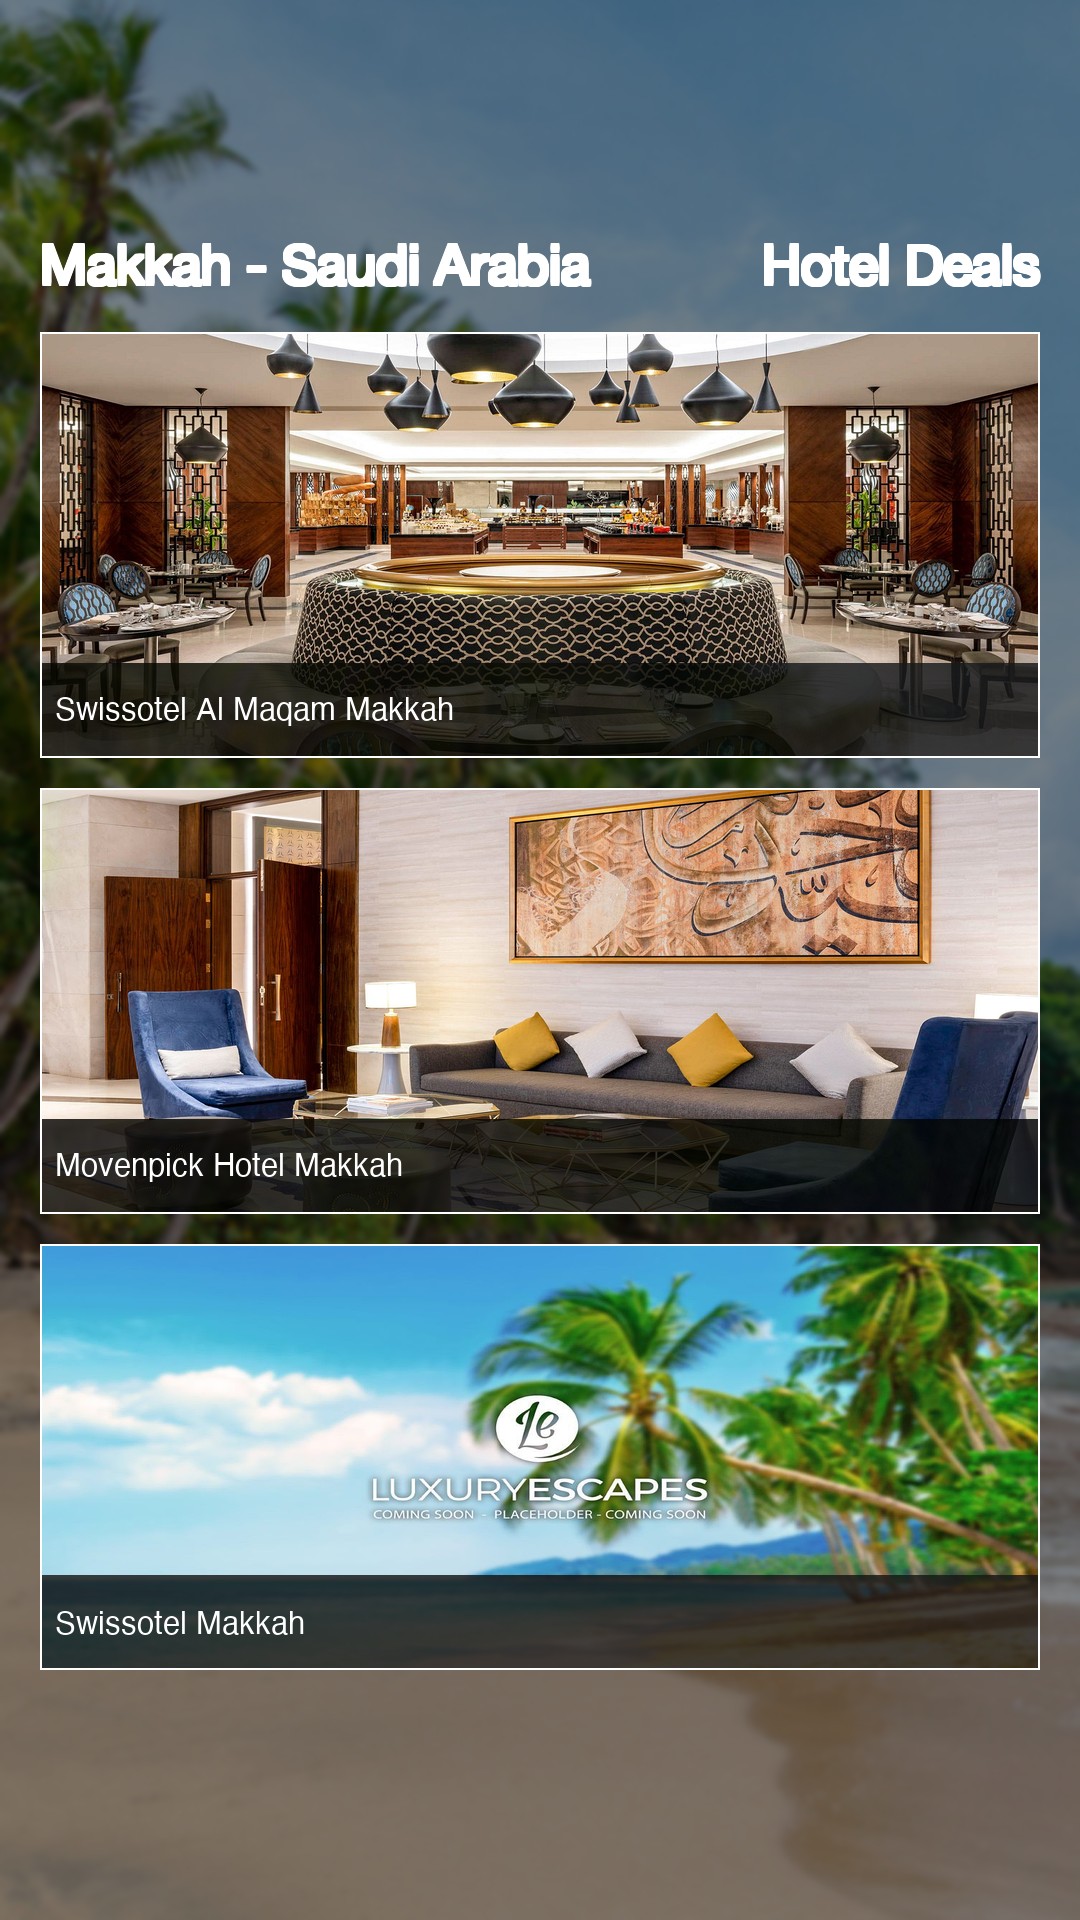 Makkah - Saudi Arabia Hotel Deals
Swissotel Al Maqam Makkah
Movenpick Hotel Makkah
Le
LUXURYESCAPES
COMING SOON - PLACEHOLDER - COMING SOON
Swissotel Makkah